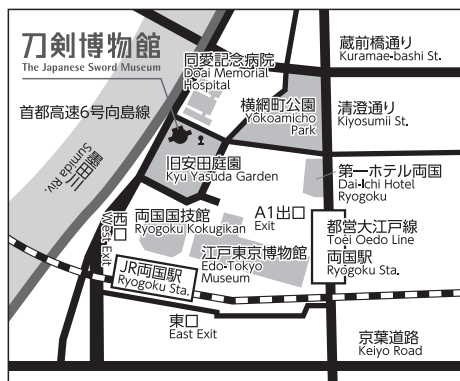 刀剣博物館
The Japanese Sword Museum
首都高速6号向島線
隅田川
Sumida Riv.
同愛記念病院
Doai Memorial
Hospital
蔵前橋通り
Kuramae-bashi St.
横網町公園
Yokoamicho
Park
清澄通り
Kiyosumii St.
旧安田庭園
Kyu Yasuda Garden
第一ホテル両国
Dai-Ichi Hotel
Ryogoku
西口
West Exit
両国国技館
Ryogoku Kokugikan
A1出口
Exit
都営大江戸線
Toei Oedo Line
両国駅
Ryogoku Sta.
江戸東京博物館
Edo-Tokyo
Museum
JR両国駅
Ryogoku Sta.
東口
East Exit
京葉道路
Keiyo Road